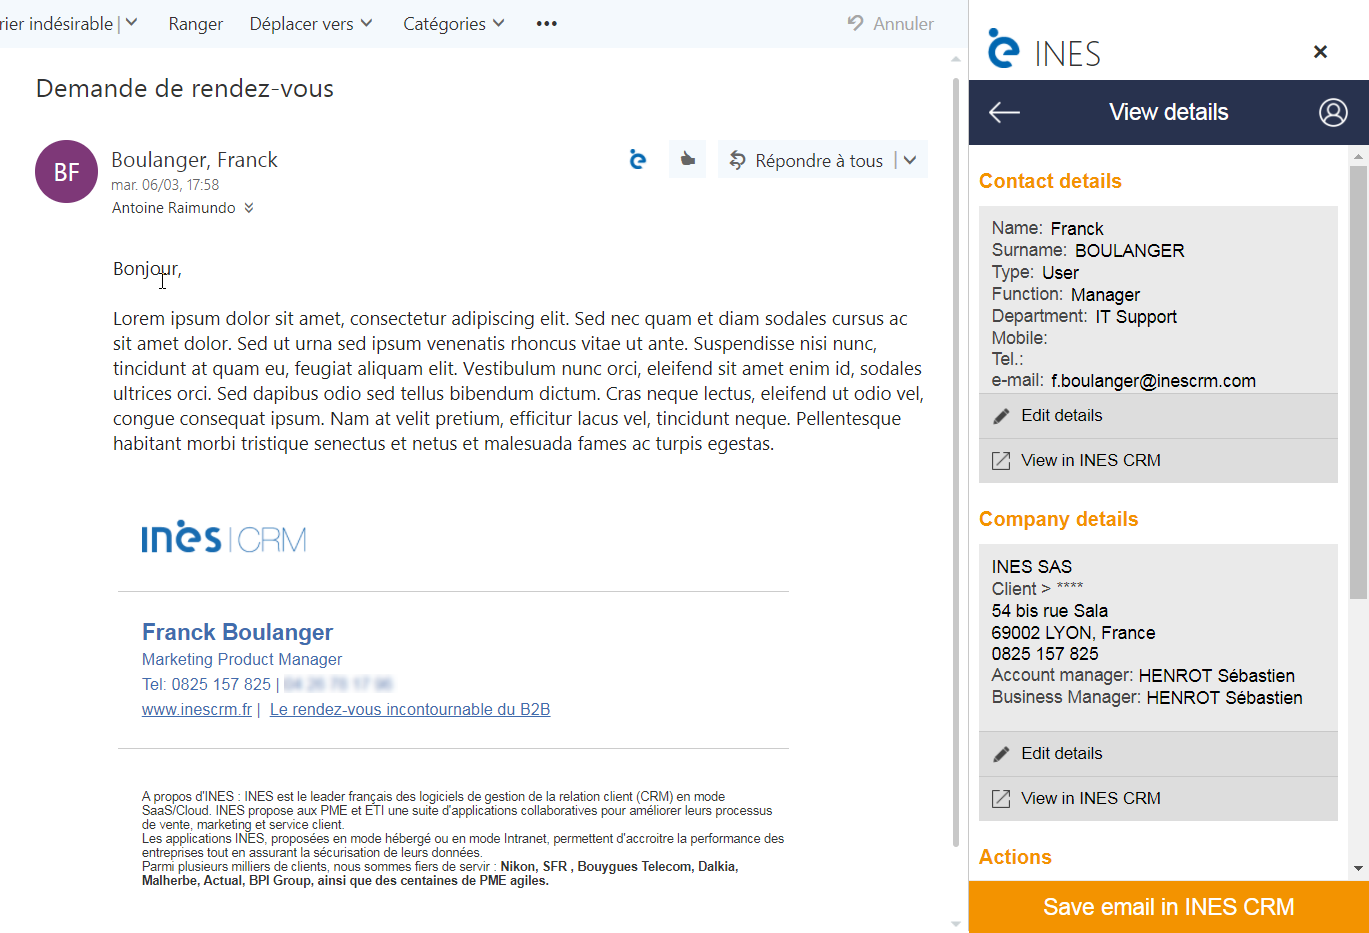 rier indésirable | Ranger Déplacer vers Catégories ••• Annuler
Demande de rendez-vous
BF
Boulanger, Franck
mar. 06/03, 17:58
Antoine Raimundo
Répondre à tous
Bonjour,
Lorem ipsum dolor sit amet, consectetur adipiscing elit. Sed nec quam et diam sodales cursus ac
sit amet dolor. Sed ut urna sed ipsum venenatis rhoncus vitae ut ante. Suspendisse nisi nunc,
tincidunt at quam eu, feugiat aliquam elit. Vestibulum nunc orci, eleifend sit amet enim id, sodales
ultrices orci. Sed dapibus odio sed tellus bibendum dictum. Cras neque lectus, eleifend ut odio vel,
congue consequat ipsum. Nam at velit pretium, efficitur lacus vel, tincidunt neque. Pellentesque
habitant morbi tristique senectus et netus et malesuada fames ac turpis egestas.
inès | CRM
Franck Boulanger
Marketing Product Manager
Tel: 0825 157 825 |
www.inescrm.fr | Le rendez-vous incontournable du B2B
A propos d'INES : INES est le leader français des logiciels de gestion de la relation client (CRM) en mode
SaaS/Cloud. INES propose aux PME et ETI une suite d'applications collaboratives pour améliorer leurs processus
de vente, marketing et service client.
Les applications INES, proposées en mode hébergé ou en mode Intranet, permettent d'accroitre la performance des
entreprises tout en assurant la sécurisation de leurs données.
Parmi plusieurs milliers de clients, nous sommes fiers de servir : Nikon, SFR , Bouygues Telecom, Dalkia,
Malherbe, Actual, BPI Group, ainsi que des centaines de PME agiles.
INES
View details
Contact details
Name: Franck
Surname: BOULANGER
Type: User
Function: Manager
Department: IT Support
Mobile:
Tel.:
e-mail: f.boulanger@inescrm.com
Edit details
View in INES CRM
Company details
INES SAS
Client > ****
54 bis rue Sala
69002 LYON, France
0825 157 825
Account manager: HENROT Sébastien
Business Manager: HENROT Sébastien
Edit details
View in INES CRM
Actions
Save email in INES CRM